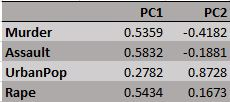 PC1 PC2
Murder 0.5359 -0.4182
Assault 0.5832 -0.1881
UrbanPop 0.2782 0.8728
Rape 0.5434 0.1673